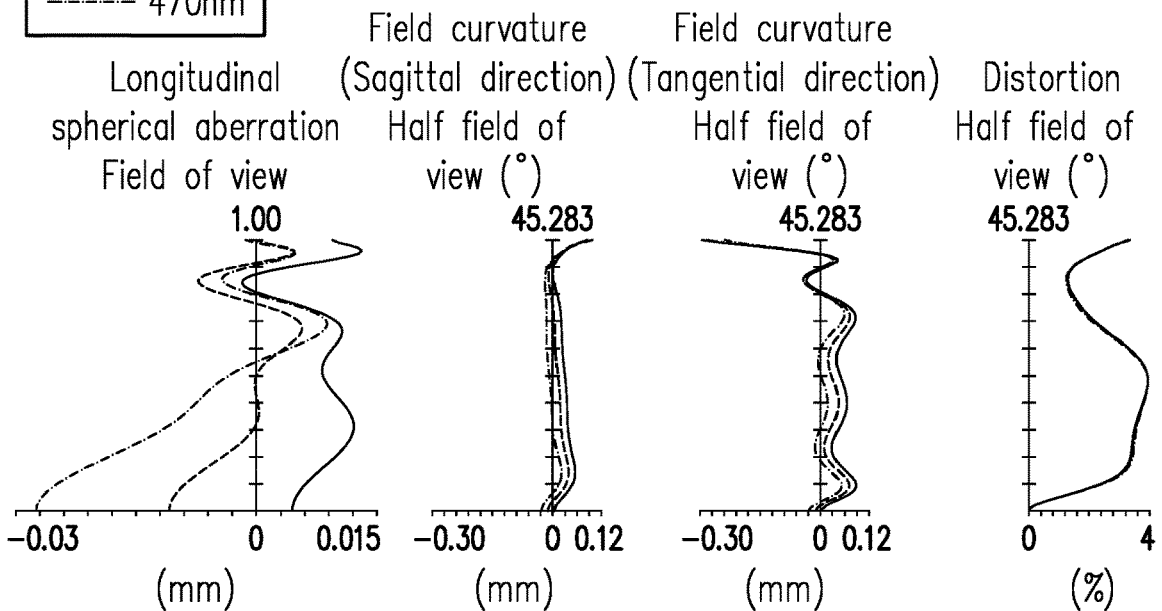 470nm
Longitudinal
spherical aberration
Field of view
1.00
Field curvature
(Sagittal direction)
Half field of
view (°)
45.283
Field curvature
(Tangential direction)
Half field of
view (°)
45.283
Distortion
Half field of
view (°)
45.283
-0.03 0 0.015
(mm)
-0.30 0 0.12
(mm)
-0.30 0 0.12
(mm)
0 4
(%)